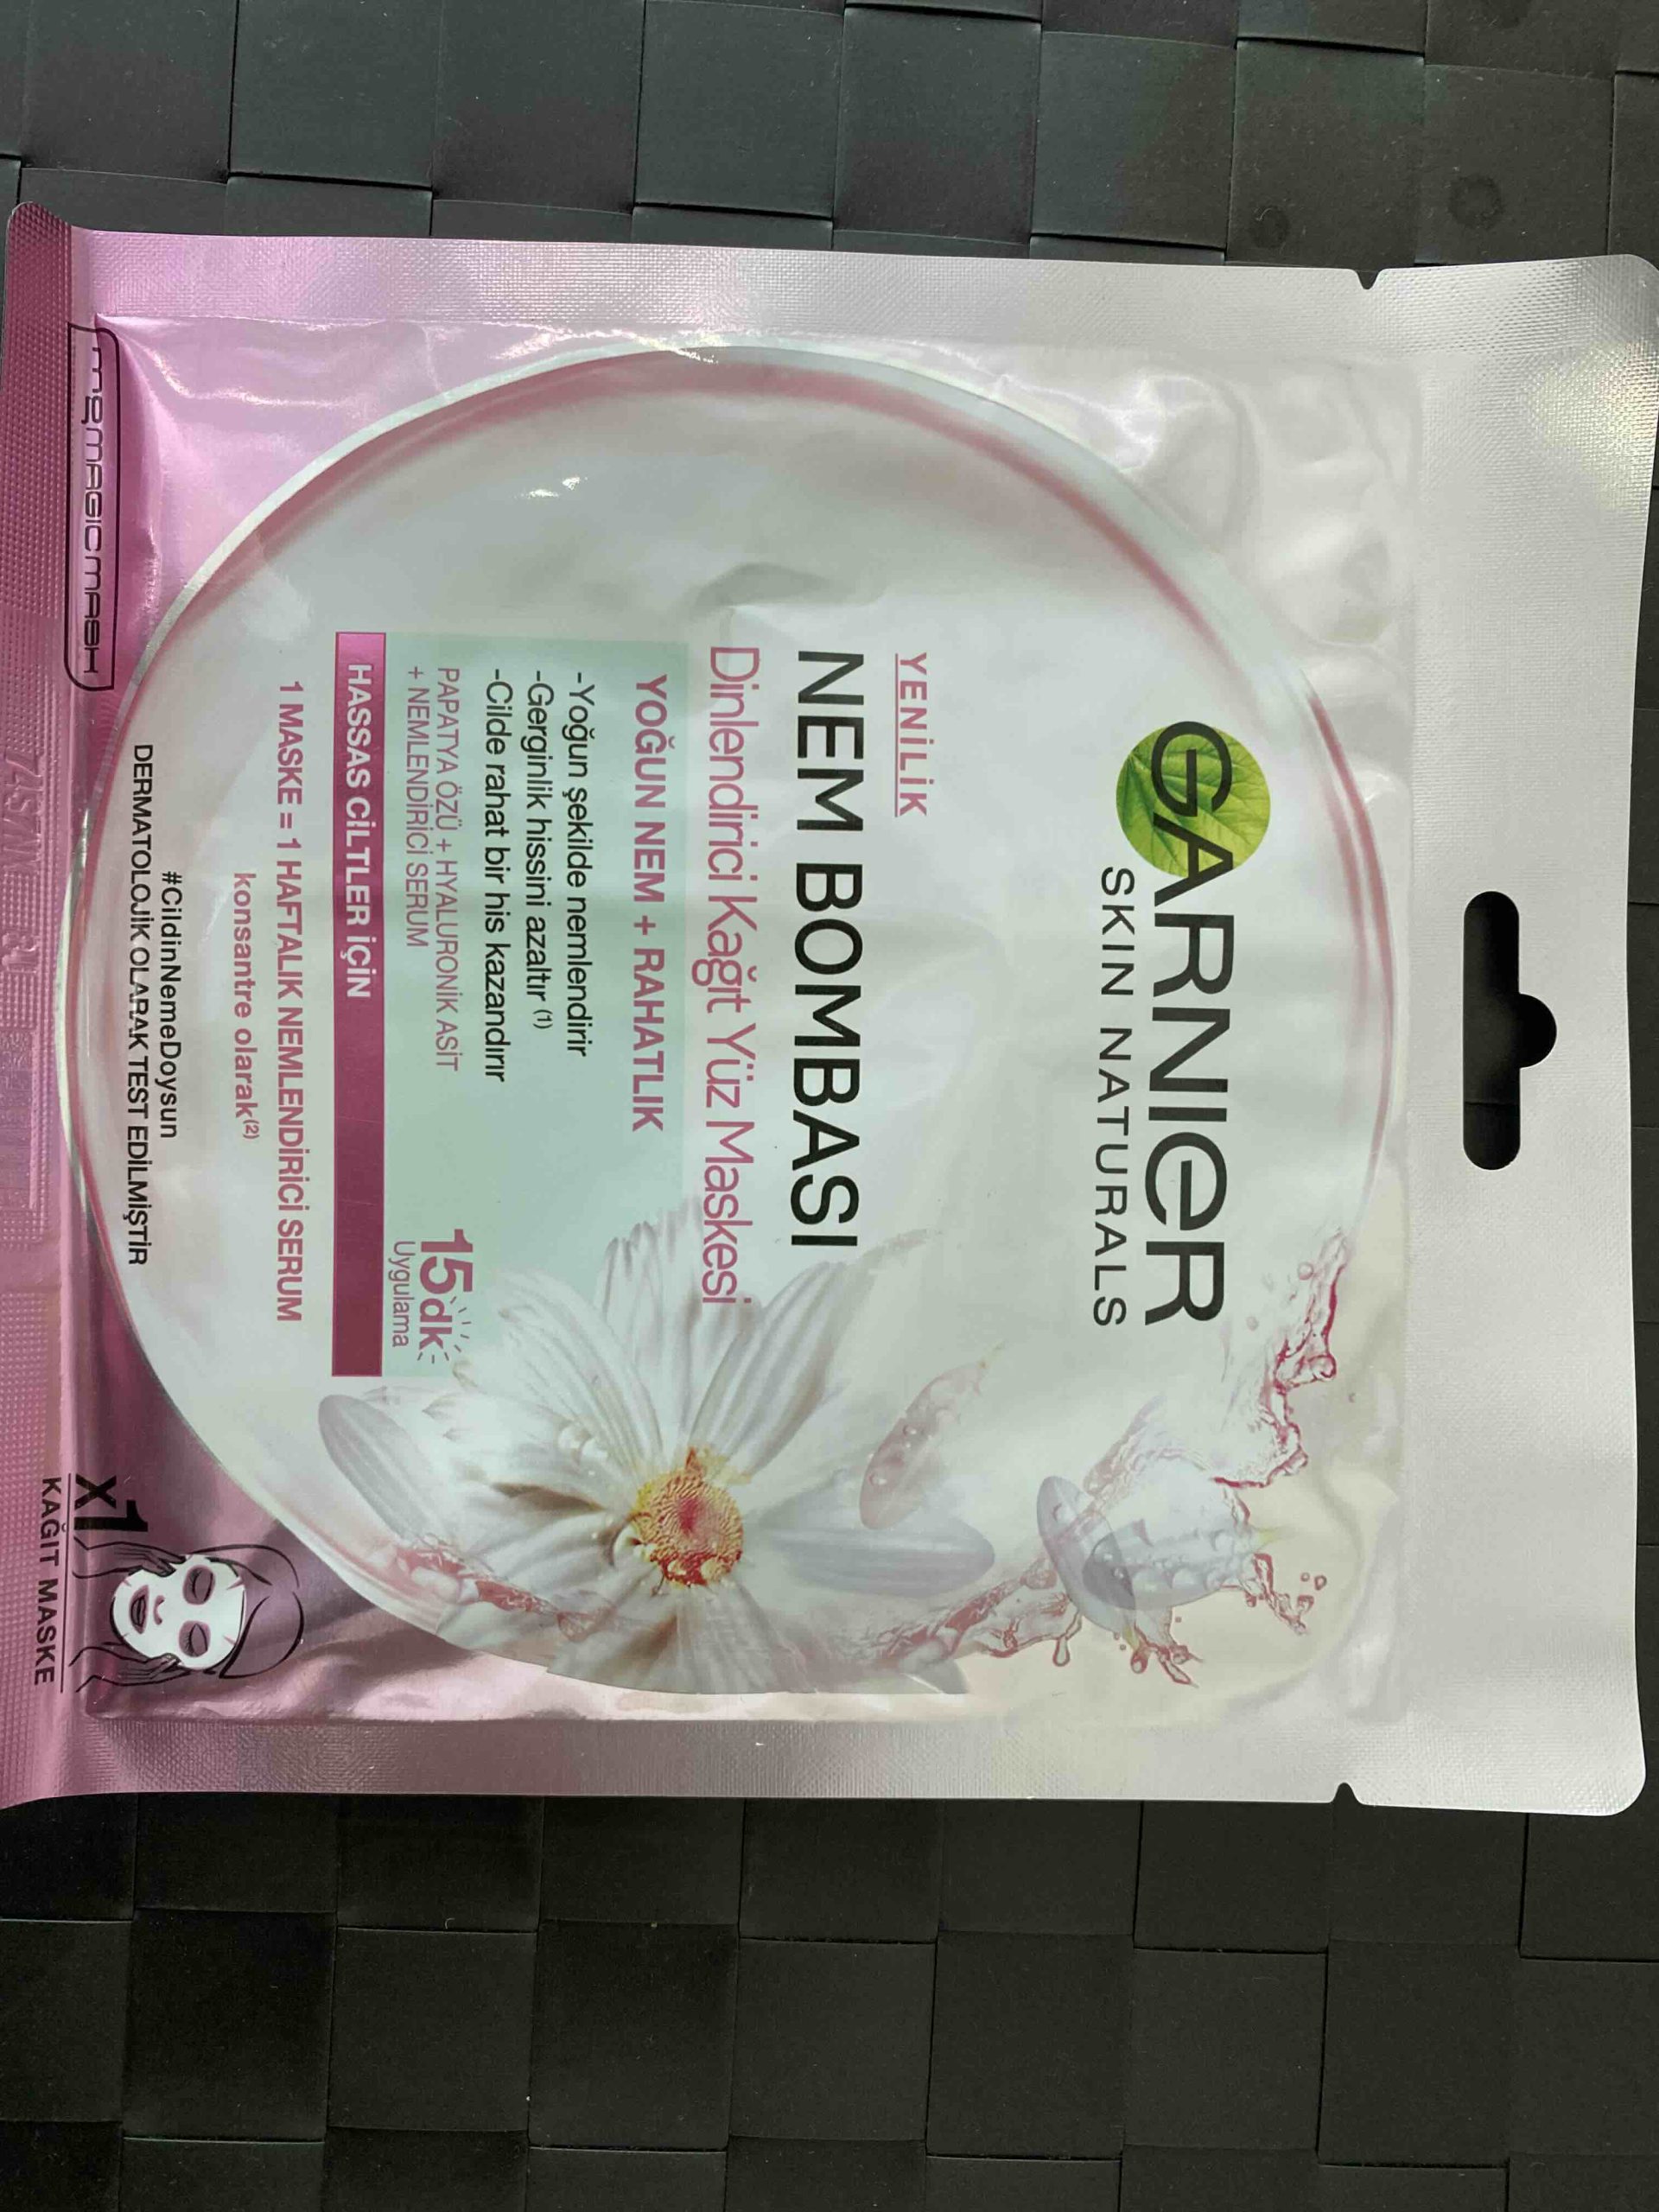 GARNIER
SKIN NATURALS
YENİLİK
NEM BOMBASI
Dinlendirici Kağıt Yüz Maskesi
YOĞUN NEM + RAHATLIK
-Yoğun şekilde nemlendirir
-Gerginlik hissini azaltır (1)
-Cilde rahat bir his kazandırır
PAPATYA ÖZÜ + HYALURONİK ASİT
+ NEMLENDİRİCİ SERUM
15dk
Uygulama
HASSAS CİLTLER İÇİN
1 MASKE = 1 HAFTALIK NEMLENDİRİCİ SERUM
konsantre olarak(2)
#CildinNemeDoysun
DERMATOLOJİK OLARAK TEST EDİLMİŞTİR
MAGICMASK
x1
KAĞIT MASKE